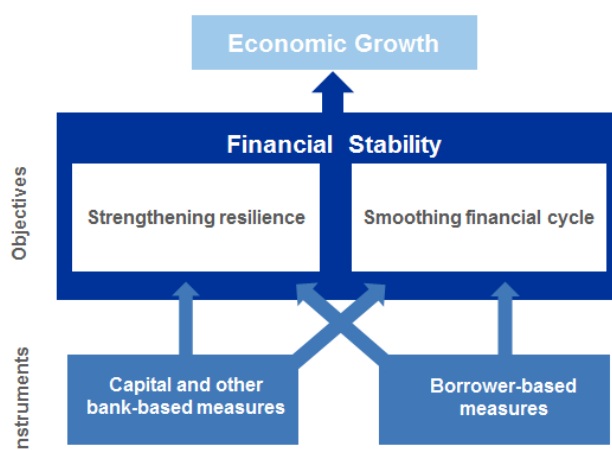 Economic Growth
Financial Stability
Objectives
Strengthening resilience
Smoothing financial cycle
nstruments
Capital and other
bank-based measures
Borrower-based
measures